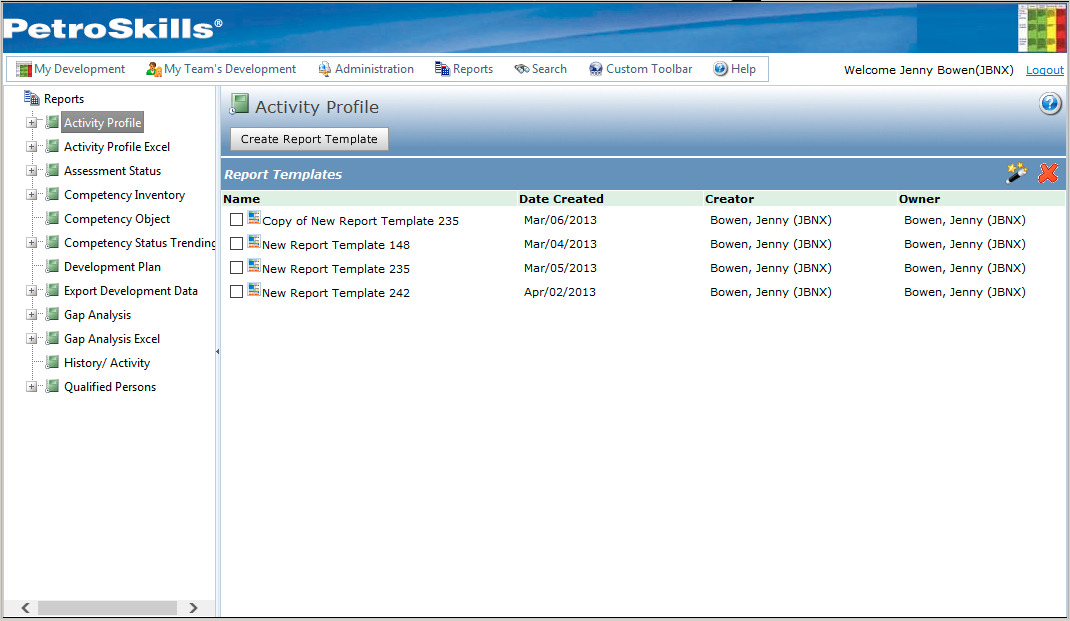 PetroSkills®
My Development My Team's Development Administration Reports Search Custom Toolbar Help Welcome Jenny Bowen(JBNX) Logout
Reports
Activity Profile
Activity Profile Excel
Assessment Status
Competency Inventory
Competency Object
Competency Status Trending
Development Plan
Export Development Data
Gap Analysis
Gap Analysis Excel
History/ Activity
Qualified Persons
Activity Profile
Create Report Template
Report Templates
Name Date Created Creator Owner
Copy of New Report Template 235 Mar/06/2013 Bowen, Jenny (JBNX) Bowen, Jenny (JBNX)
New Report Template 148 Mar/04/2013 Bowen, Jenny (JBNX) Bowen, Jenny (JBNX)
New Report Template 235 Mar/05/2013 Bowen, Jenny (JBNX) Bowen, Jenny (JBNX)
New Report Template 242 Apr/02/2013 Bowen, Jenny (JBNX) Bowen, Jenny (JBNX)